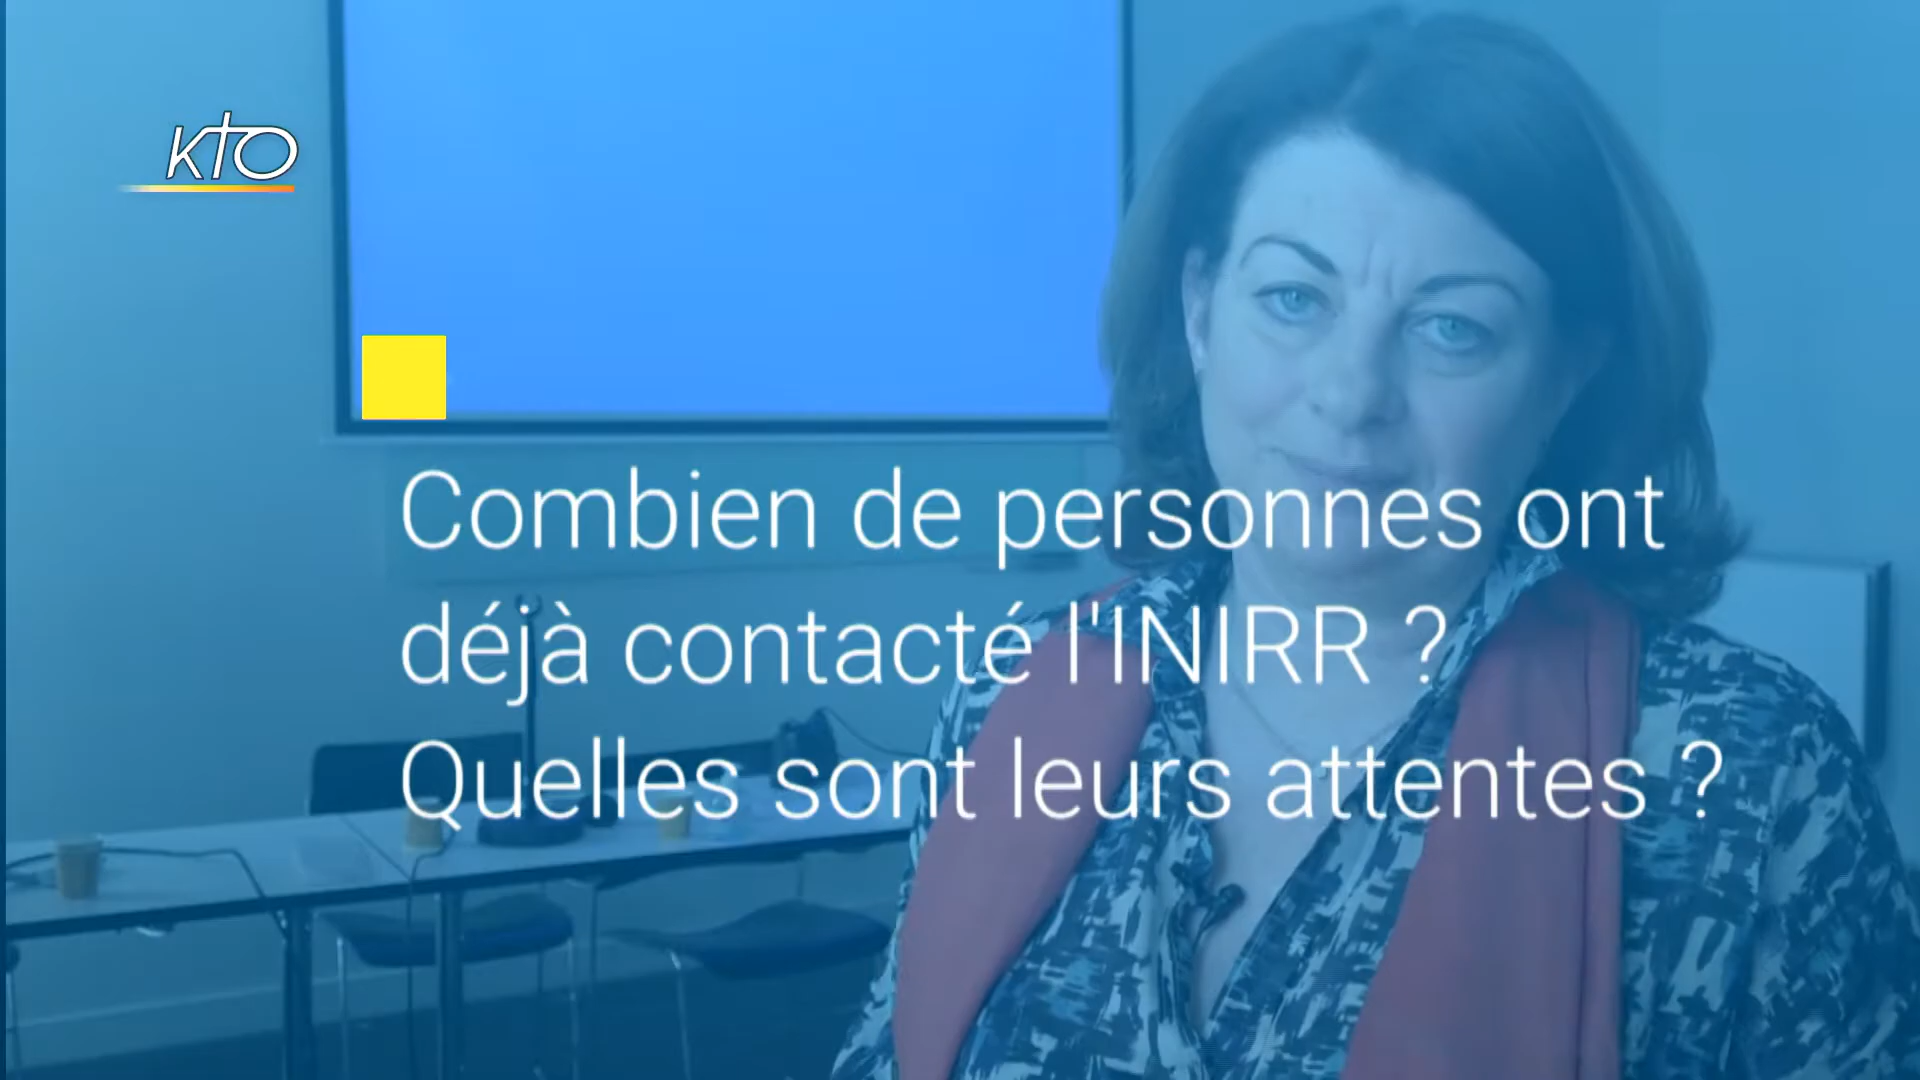 KTO
Combien de personnes ont
déjà contacté l'INIRR ?
Quelles sont leurs attentes ?